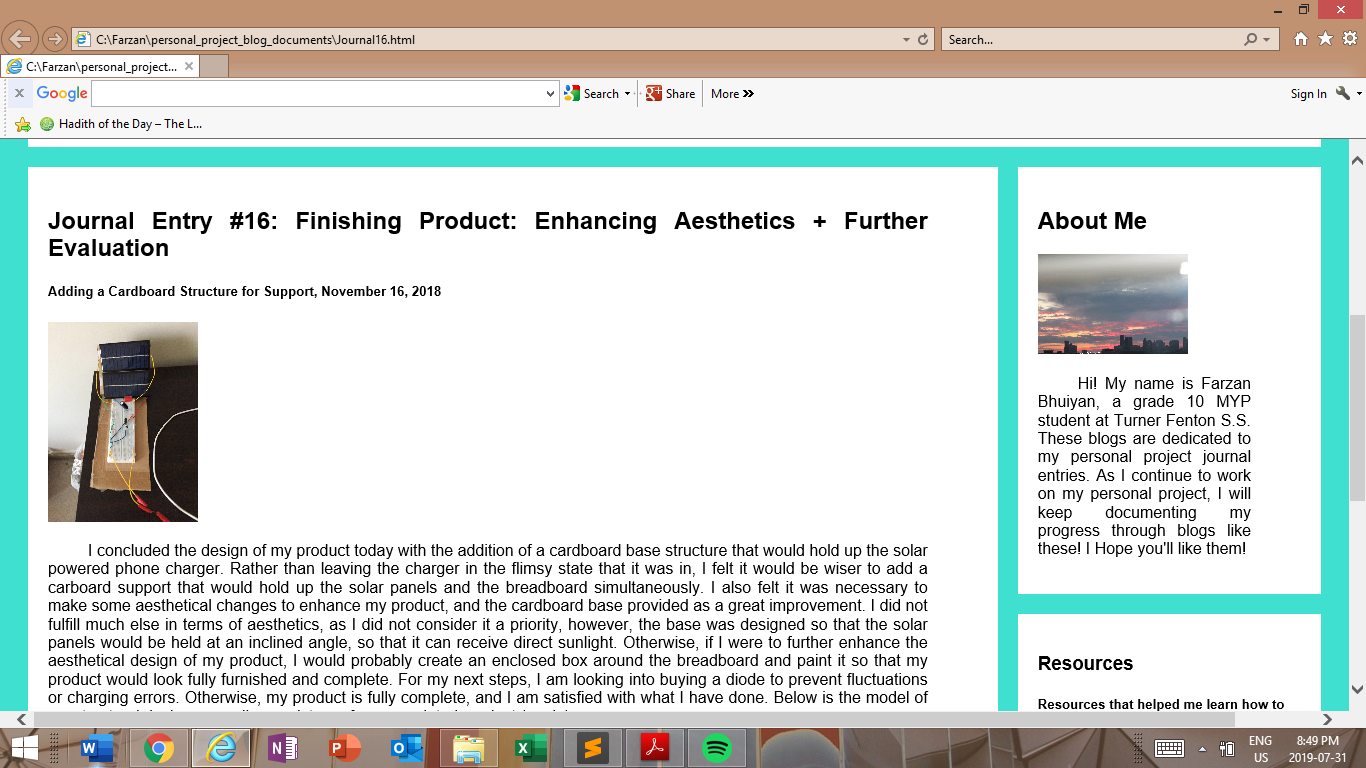 C:\Farzan\personal_project_blog_documents\Journal16.html
Search...
C:\Farzan\personal_project...
Google
Search
Share
More
Sign In
Hadith of the Day – The L...
Journal Entry #16: Finishing Product: Enhancing Aesthetics + Further
Evaluation
Adding a Cardboard Structure for Support, November 16, 2018
I concluded the design of my product today with the addition of a cardboard base structure that would hold up the solar
powered phone charger. Rather than leaving the charger in the flimsy state that it was in, I felt it would be wiser to add a
carboard support that would hold up the solar panels and the breadboard simultaneously. I also felt it was necessary to
make some aesthetical changes to enhance my product, and the cardboard base provided as a great improvement. I did not
fulfill much else in terms of aesthetics, as I did not consider it a priority, however, the base was designed so that the solar
panels would be held at an inclined angle, so that it can receive direct sunlight. Otherwise, if I were to further enhance the
aesthetical design of my product, I would probably create an enclosed box around the breadboard and paint it so that my
product would look fully furnished and complete. For my next steps, I am looking into buying a diode to prevent fluctuations
or charging errors. Otherwise, my product is fully complete, and I am satisfied with what I have done. Below is the model of
About Me
Hi! My name is Farzan
Bhuiyan, a grade 10 MYP
student at Turner Fenton S.S.
These blogs are dedicated to
my personal project journal
entries. As I continue to work
on my personal project, I will
keep documenting my
progress through blogs like
these! I Hope you'll like them!
Resources
Resources that helped me learn how to
ENG
US
8:49 PM
2019-07-31